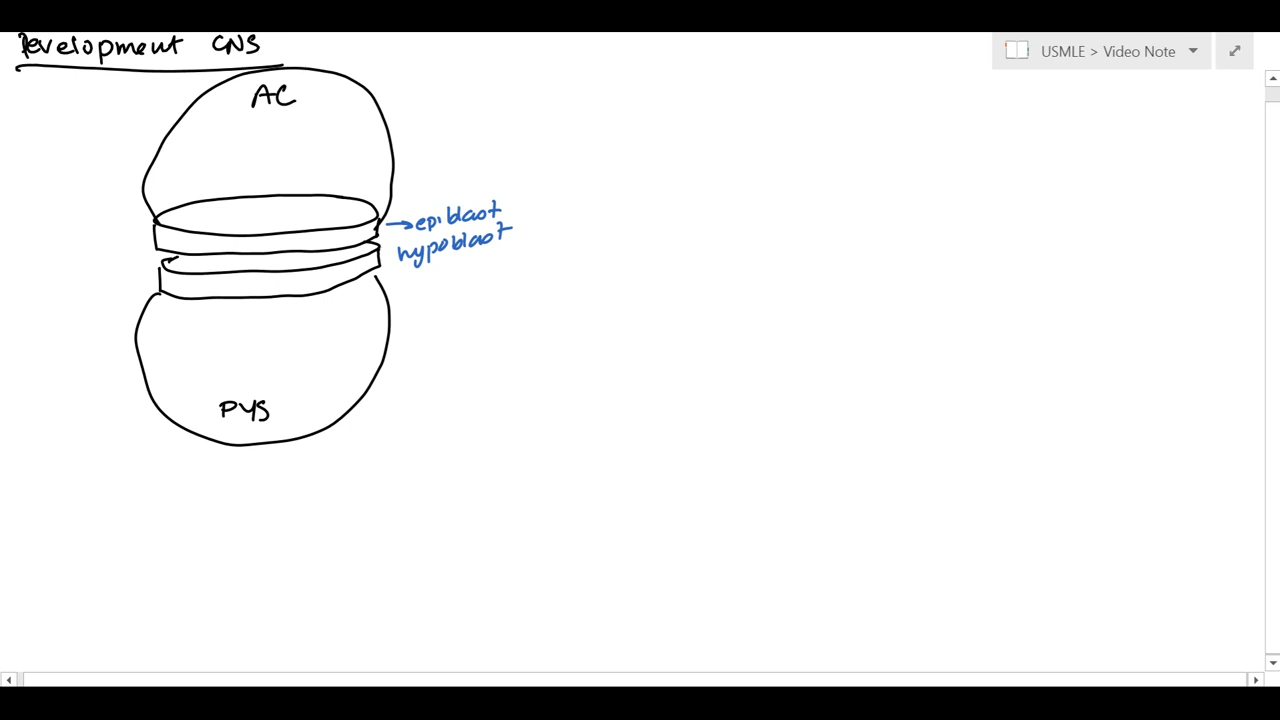 Development CNS
USMLE > Video Note
AC
→epiblast
hypoblast
PYS